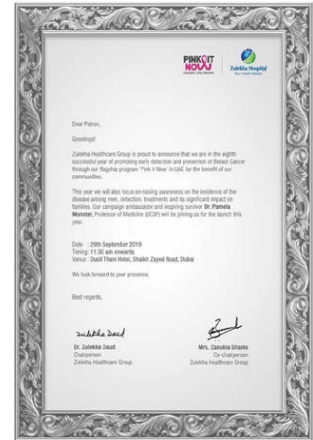 PINK IT
NOW
Zulekha Hospital
Your Health Matters
Dear Patron,
Greetings!
Zulekha Healthcare Group is proud to announce that we are in the eighth
successful year of promoting early detection and prevention of Breast Cancer
through our flagship program 'Pink it Now' in UAE for the benefit of our
communities.
This year we will also focus on raising awareness on the incidence of the
disease among men, detection, treatments and its significant impact on
families. Our campaign ambassador and inspiring survivor Dr. Pamela
Munster, Professor of Medicine (UCSF) will be joining us for the launch this
year.
Date : 29th September 2019
Timing: 11.30 am onwards
Venue : Dusit Thani Hotel, Shaikh Zayed Road, Dubai
We look forward to your presence.
Best regards,
Zulekha Daud
Dr. Zulekha Daud
Chairperson
Zulekha Healthcare Group
Mrs. Zanubia Shams
Co-chairperson
Zulekha Healthcare Group